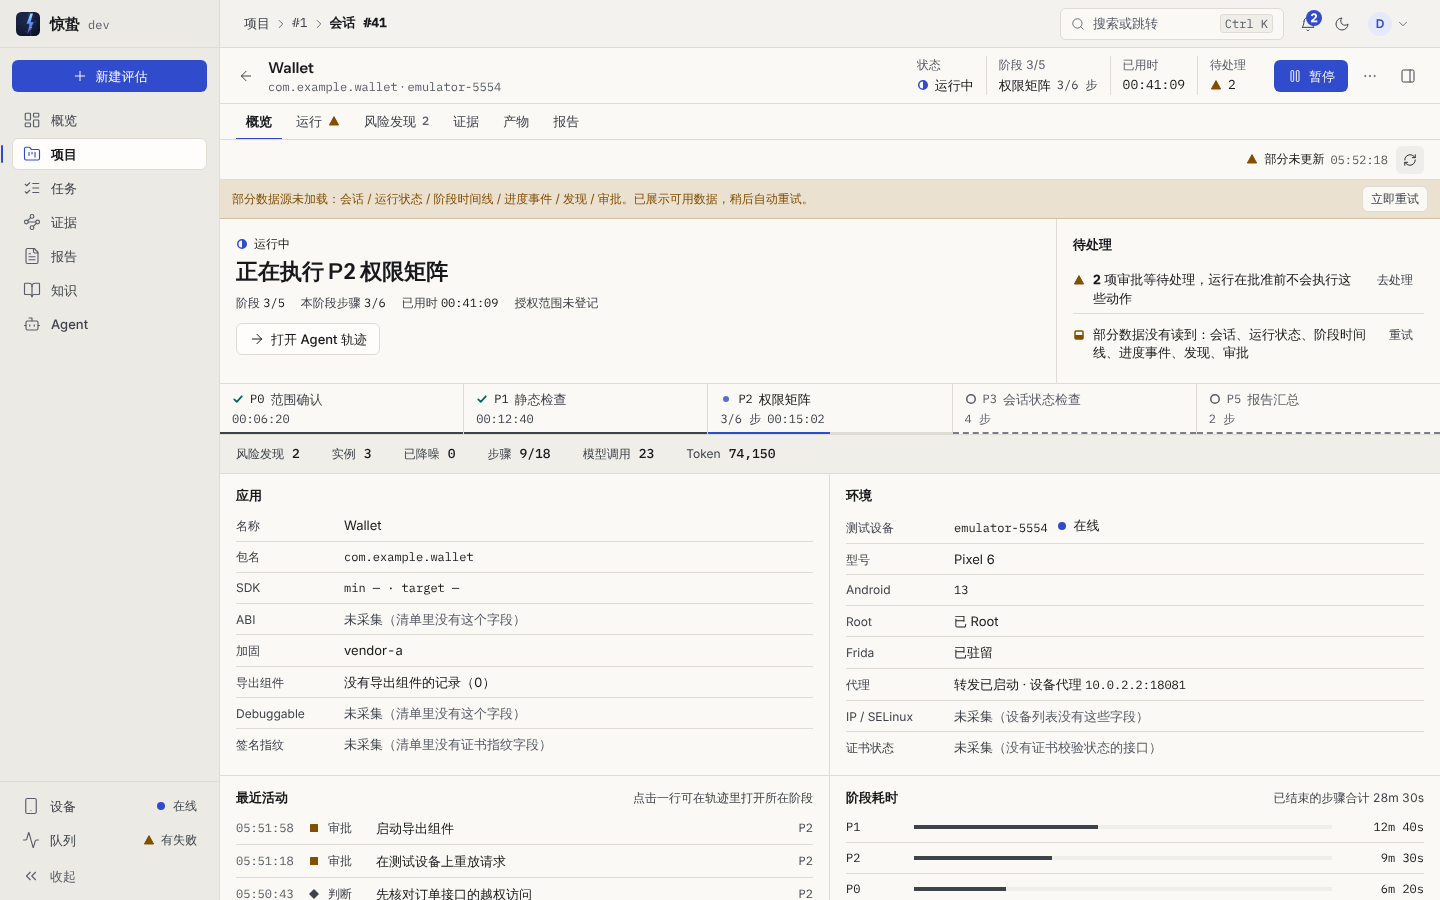 惊蛰 dev
项目 > #1 > 会话 #41
搜索或跳转 Ctrl K
2
D
新建评估
概览
项目
任务
证据
报告
知识
Agent
设备 在线
队列 有失败
收起
Wallet
com.example.wallet · emulator-5554
状态
运行中
阶段 3/5
权限矩阵 3/6 步
已用时
00:41:09
待处理
2
暂停
概览 运行 风险发现 2 证据 产物 报告
部分未更新 05:52:18
部分数据源未加载：会话 / 运行状态 / 阶段时间线 / 进度事件 / 发现 / 审批。已展示可用数据，稍后自动重试。
立即重试
运行中
正在执行 P2 权限矩阵
阶段 3/5 本阶段步骤 3/6 已用时 00:41:09 授权范围未登记
打开 Agent 轨迹
待处理
2 项审批等待处理，运行在批准前不会执行这
些动作
去处理
部分数据没有读到：会话、运行状态、阶段时间
线、进度事件、发现、审批
重试
P0 范围确认
00:06:20
P1 静态检查
00:12:40
P2 权限矩阵
3/6 步 00:15:02
P3 会话状态检查
4 步
P5 报告汇总
2 步
风险发现 2 实例 3 已降噪 0 步骤 9/18 模型调用 23 Token 74,150
应用
名称 Wallet
包名 com.example.wallet
SDK min — · target —
ABI 未采集（清单里没有这个字段）
加固 vendor-a
导出组件 没有导出组件的记录（0）
Debuggable 未采集（清单里没有这个字段）
签名指纹 未采集（清单里没有证书指纹字段）
环境
测试设备 emulator-5554 在线
型号 Pixel 6
Android 13
Root 已 Root
Frida 已驻留
代理 转发已启动 · 设备代理 10.0.2.2:18081
IP / SELinux 未采集（设备列表没有这些字段）
证书状态 未采集（没有证书校验状态的接口）
最近活动 点击一行可在轨迹里打开所在阶段
05:51:58 审批 启动导出组件 P2
05:51:18 审批 在测试设备上重放请求 P2
05:50:43 判断 先核对订单接口的越权访问 P2
阶段耗时 已结束的步骤合计 28m 30s
P1 12m 40s
P2 9m 30s
P0 6m 20s